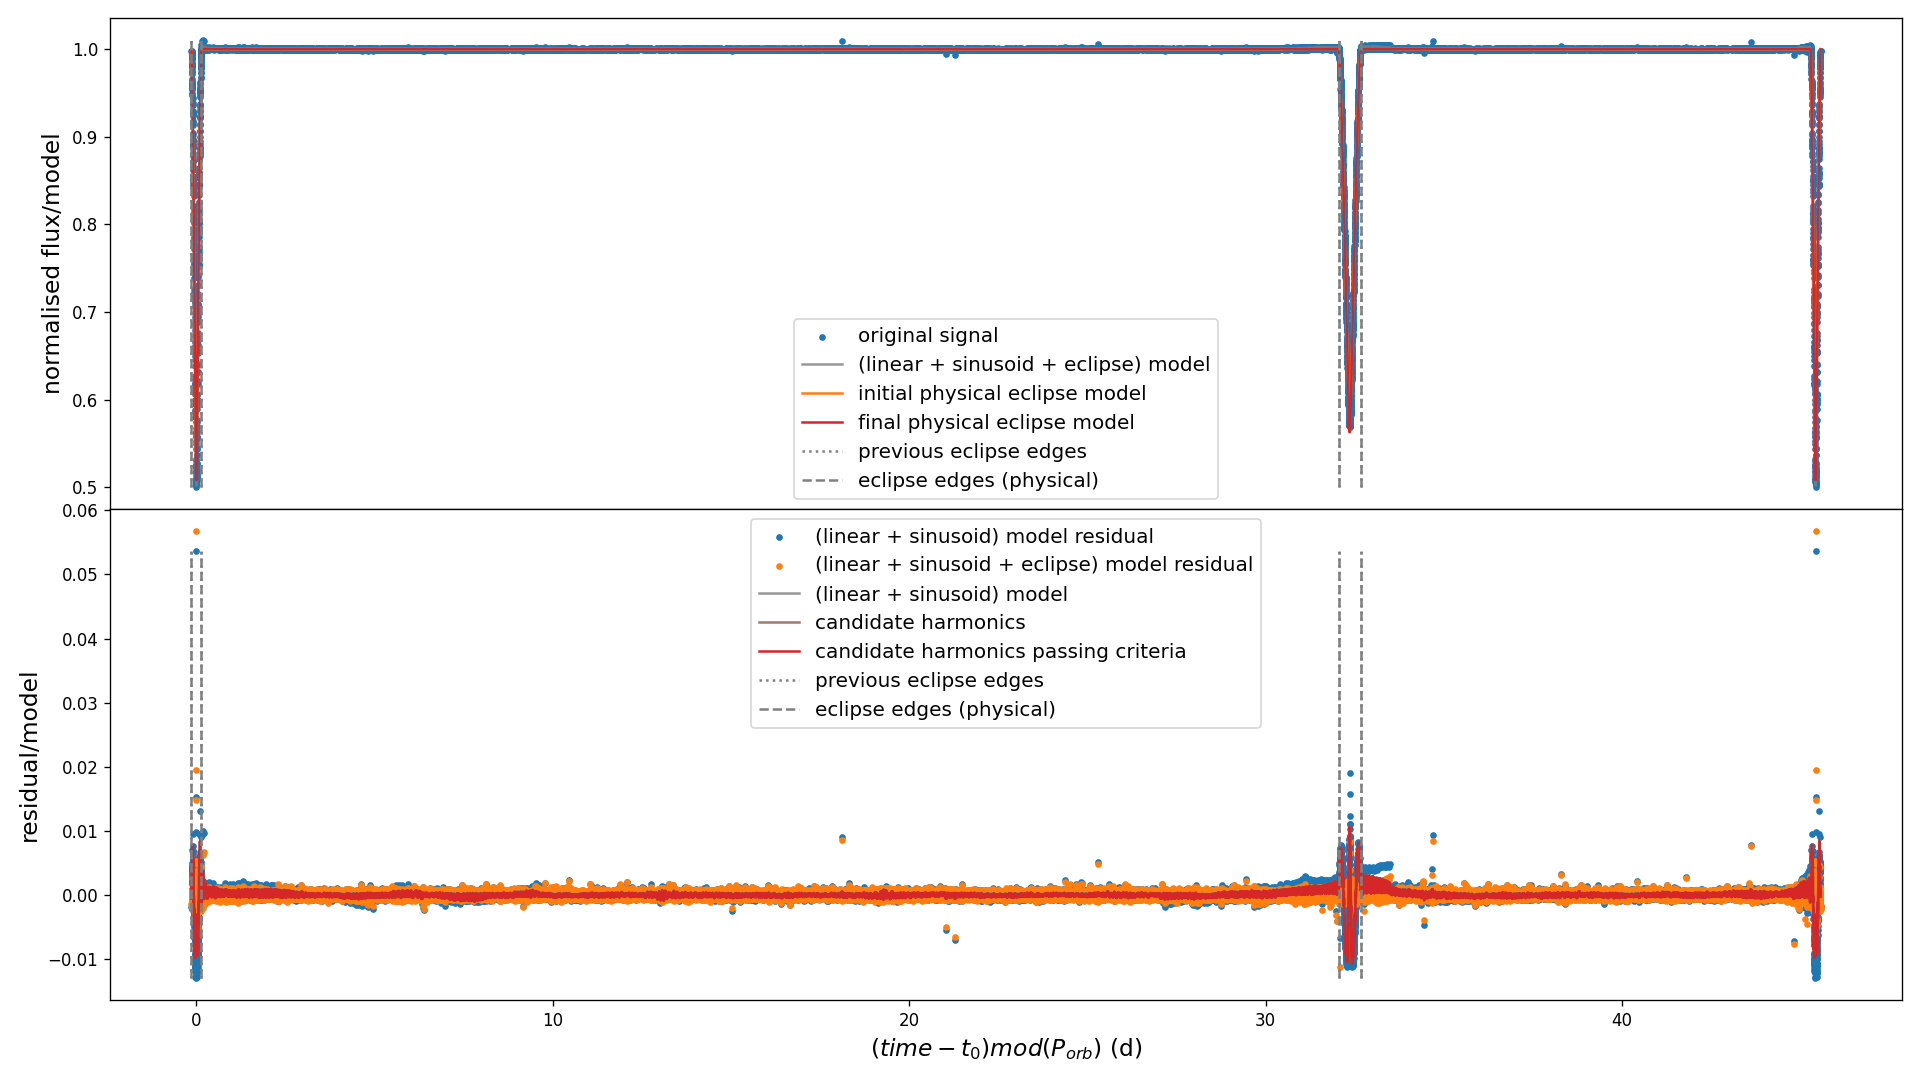 normalised flux/model
1.0
0.9
0.8
0.7
0.6
0.5
original signal
(linear + sinusoid + eclipse) model
initial physical eclipse model
final physical eclipse model
previous eclipse edges
eclipse edges (physical)
residual/model
0.06
0.05
0.04
0.03
0.02
0.01
0.00
−0.01
(linear + sinusoid) model residual
(linear + sinusoid + eclipse) model residual
(linear + sinusoid) model
candidate harmonics
candidate harmonics passing criteria
previous eclipse edges
eclipse edges (physical)
0 10 20 30 40
(time − t₀)mod(P_orb) (d)